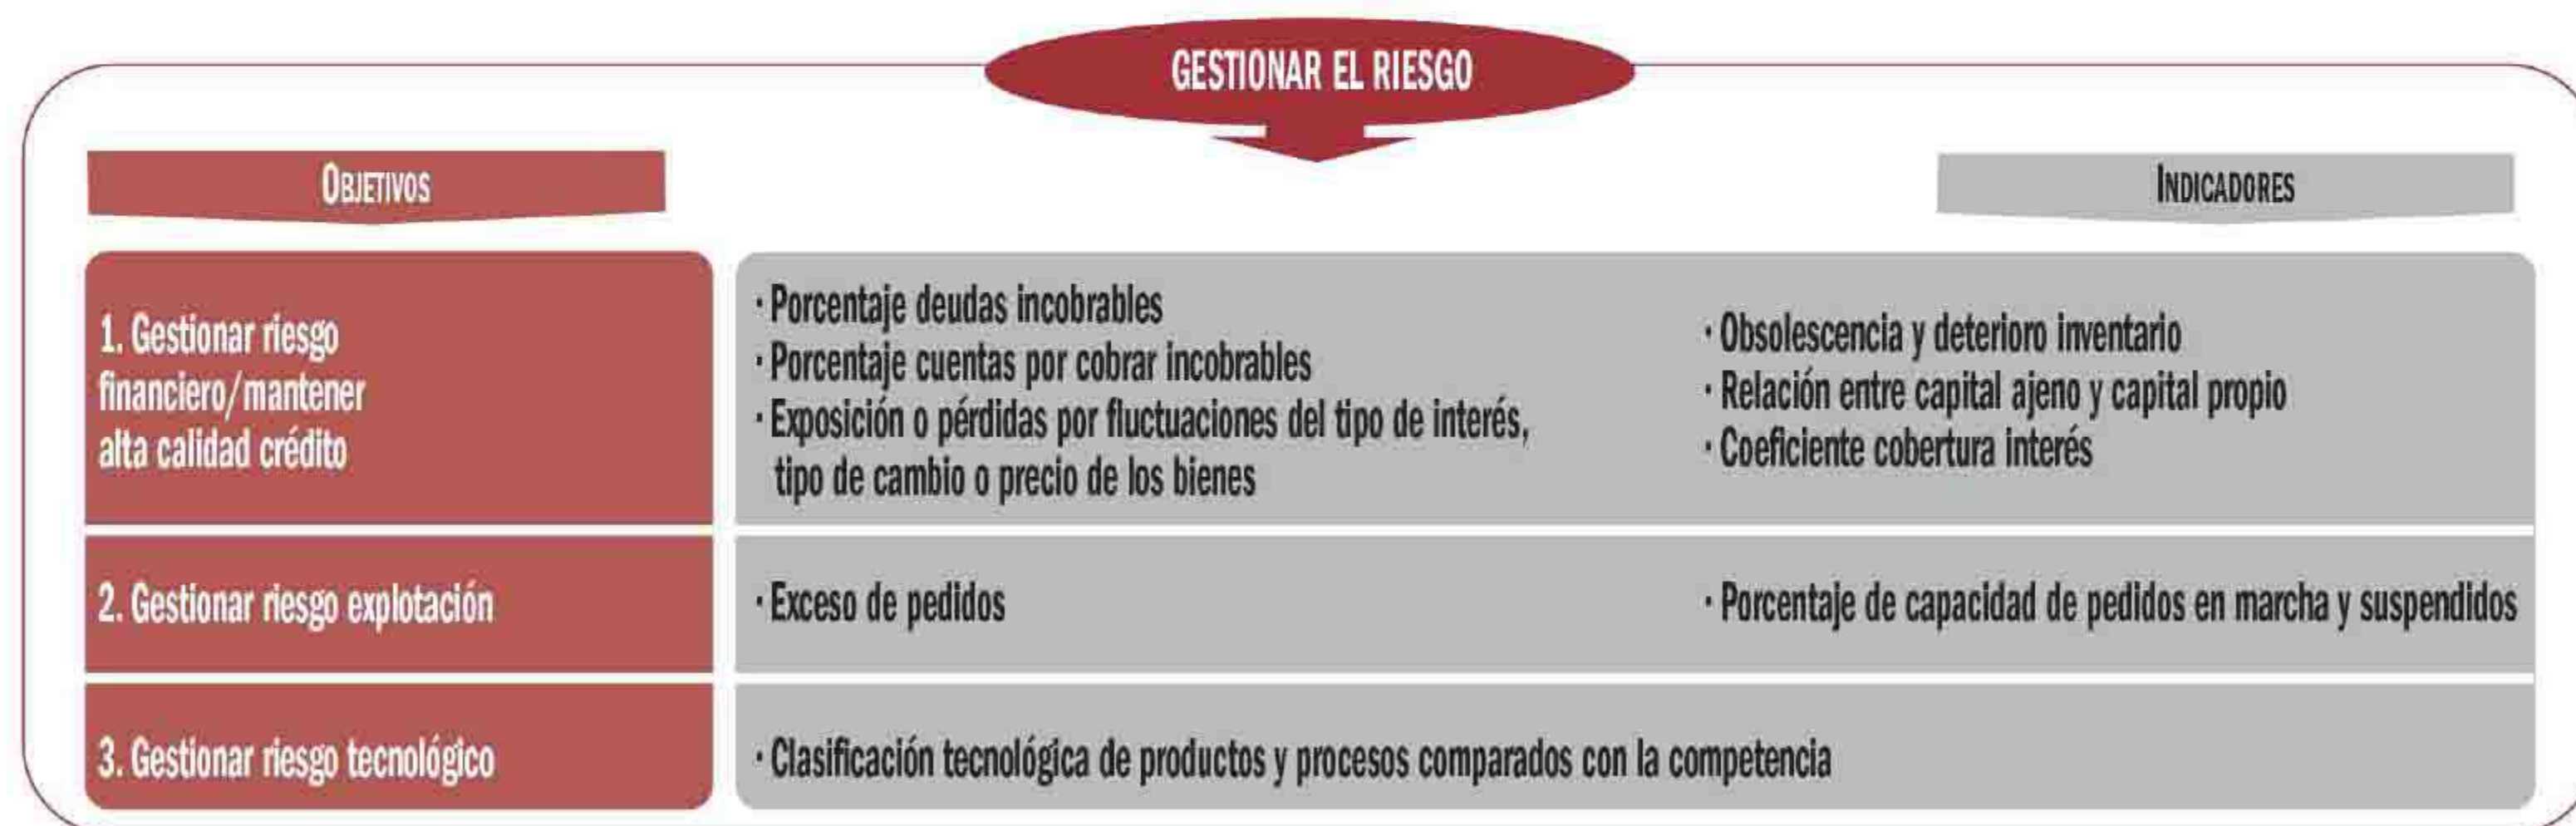 GESTIONAR EL RIESGO
OBJETIVOS
INDICADORES
1. Gestionar riesgo
financiero/mantener
alta calidad crédito
· Porcentaje deudas incobrables
· Porcentaje cuentas por cobrar incobrables
· Exposición o pérdidas por fluctuaciones del tipo de interés,
tipo de cambio o precio de los bienes
· Obsolescencia y deterioro inventario
· Relación entre capital ajeno y capital propio
· Coeficiente cobertura interés
2. Gestionar riesgo explotación
· Exceso de pedidos
· Porcentaje de capacidad de pedidos en marcha y suspendidos
3. Gestionar riesgo tecnológico
· Clasificación tecnológica de productos y procesos comparados con la competencia